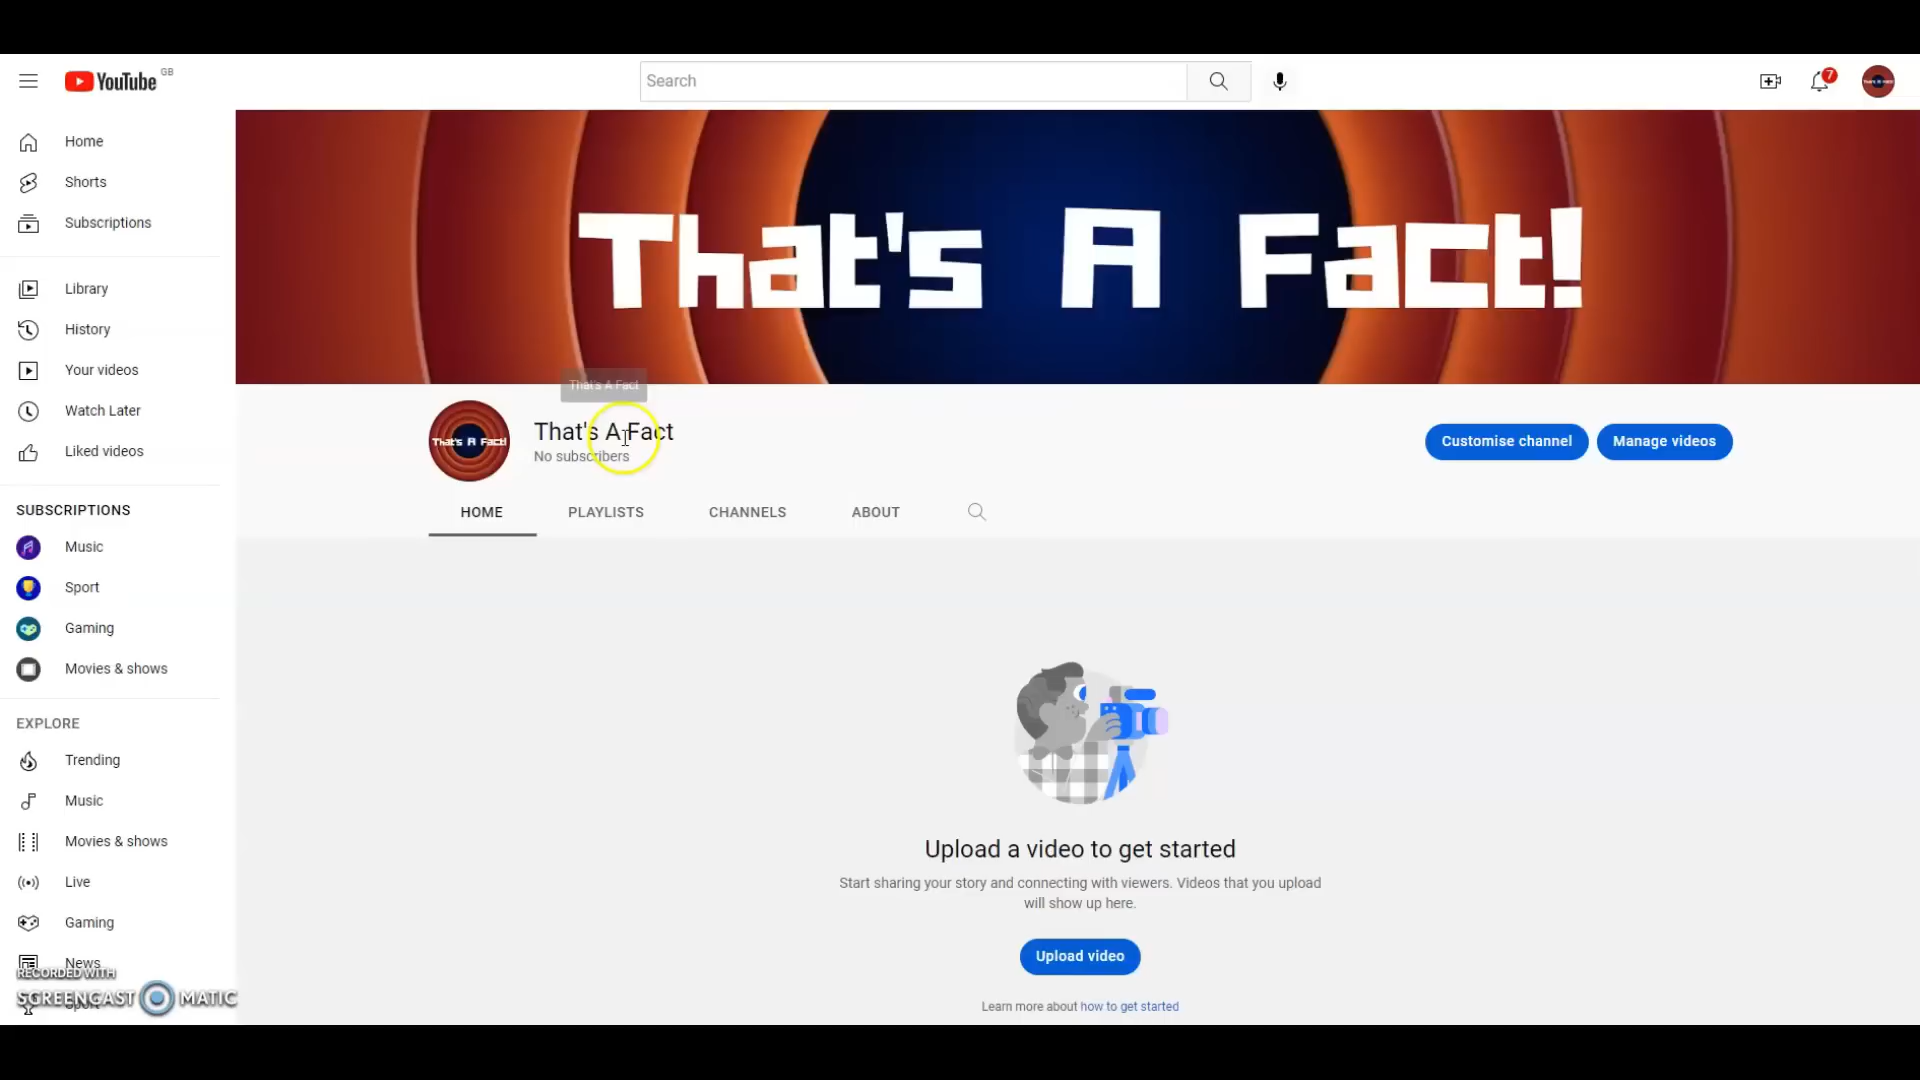 YouTube GB
Search
7
Home
Shorts
Subscriptions
Library
History
Your videos
Watch Later
Liked videos
SUBSCRIPTIONS
Music
Sport
Gaming
Movies & shows
EXPLORE
Trending
Music
Movies & shows
Live
Gaming
News
Sport
RECORDED WITH
SCREENCAST MATIC
That's A Fact!
That's A Fact
That's A Fact!
That's A Fact
No subscribers
Customise channel
Manage videos
HOME
PLAYLISTS
CHANNELS
ABOUT
Upload a video to get started
Start sharing your story and connecting with viewers. Videos that you upload
will show up here.
Upload video
Learn more about how to get started